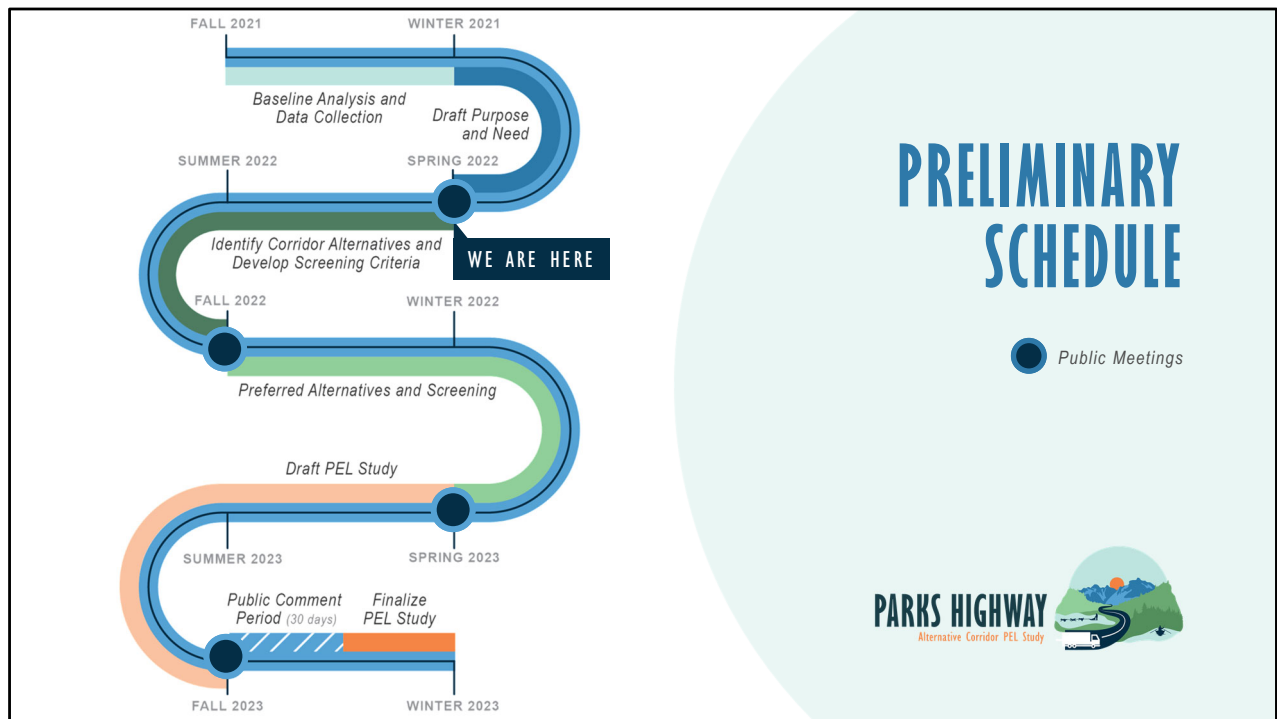 FALL 2021
WINTER 2021
Baseline Analysis and
Data Collection
Draft Purpose
and Need
SUMMER 2022
SPRING 2022
Identify Corridor Alternatives and
Develop Screening Criteria
WE ARE HERE
FALL 2022
WINTER 2022
Preferred Alternatives and Screening
Draft PEL Study
SUMMER 2023
SPRING 2023
Public Comment
Period (30 days)
Finalize
PEL Study
FALL 2023
WINTER 2023
PRELIMINARY
SCHEDULE
Public Meetings
PARKS HIGHWAY
Alternative Corridor PEL Study